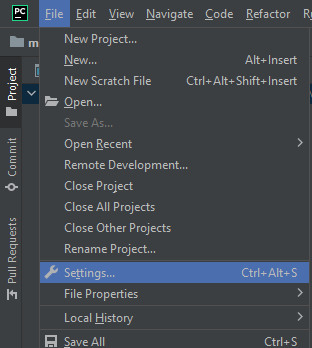 PC File Edit View Navigate Code Refactor
m
Project
Commit
Pull Requests
New Project...
New... Alt+Insert
New Scratch File Ctrl+Alt+Shift+Insert
Open...
Save As...
Open Recent
Remote Development...
Close Project
Close All Projects
Close Other Projects
Rename Project...
Settings... Ctrl+Alt+S
File Properties
Local History
Save All Ctrl+S